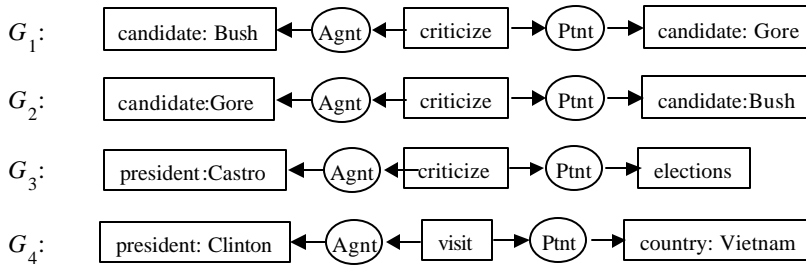 G1: candidate: Bush Agnt criticize Ptnt candidate: Gore
G2: candidate:Gore Agnt criticize Ptnt candidate:Bush
G3: president:Castro Agnt criticize Ptnt elections
G4: president: Clinton Agnt visit Ptnt country: Vietnam